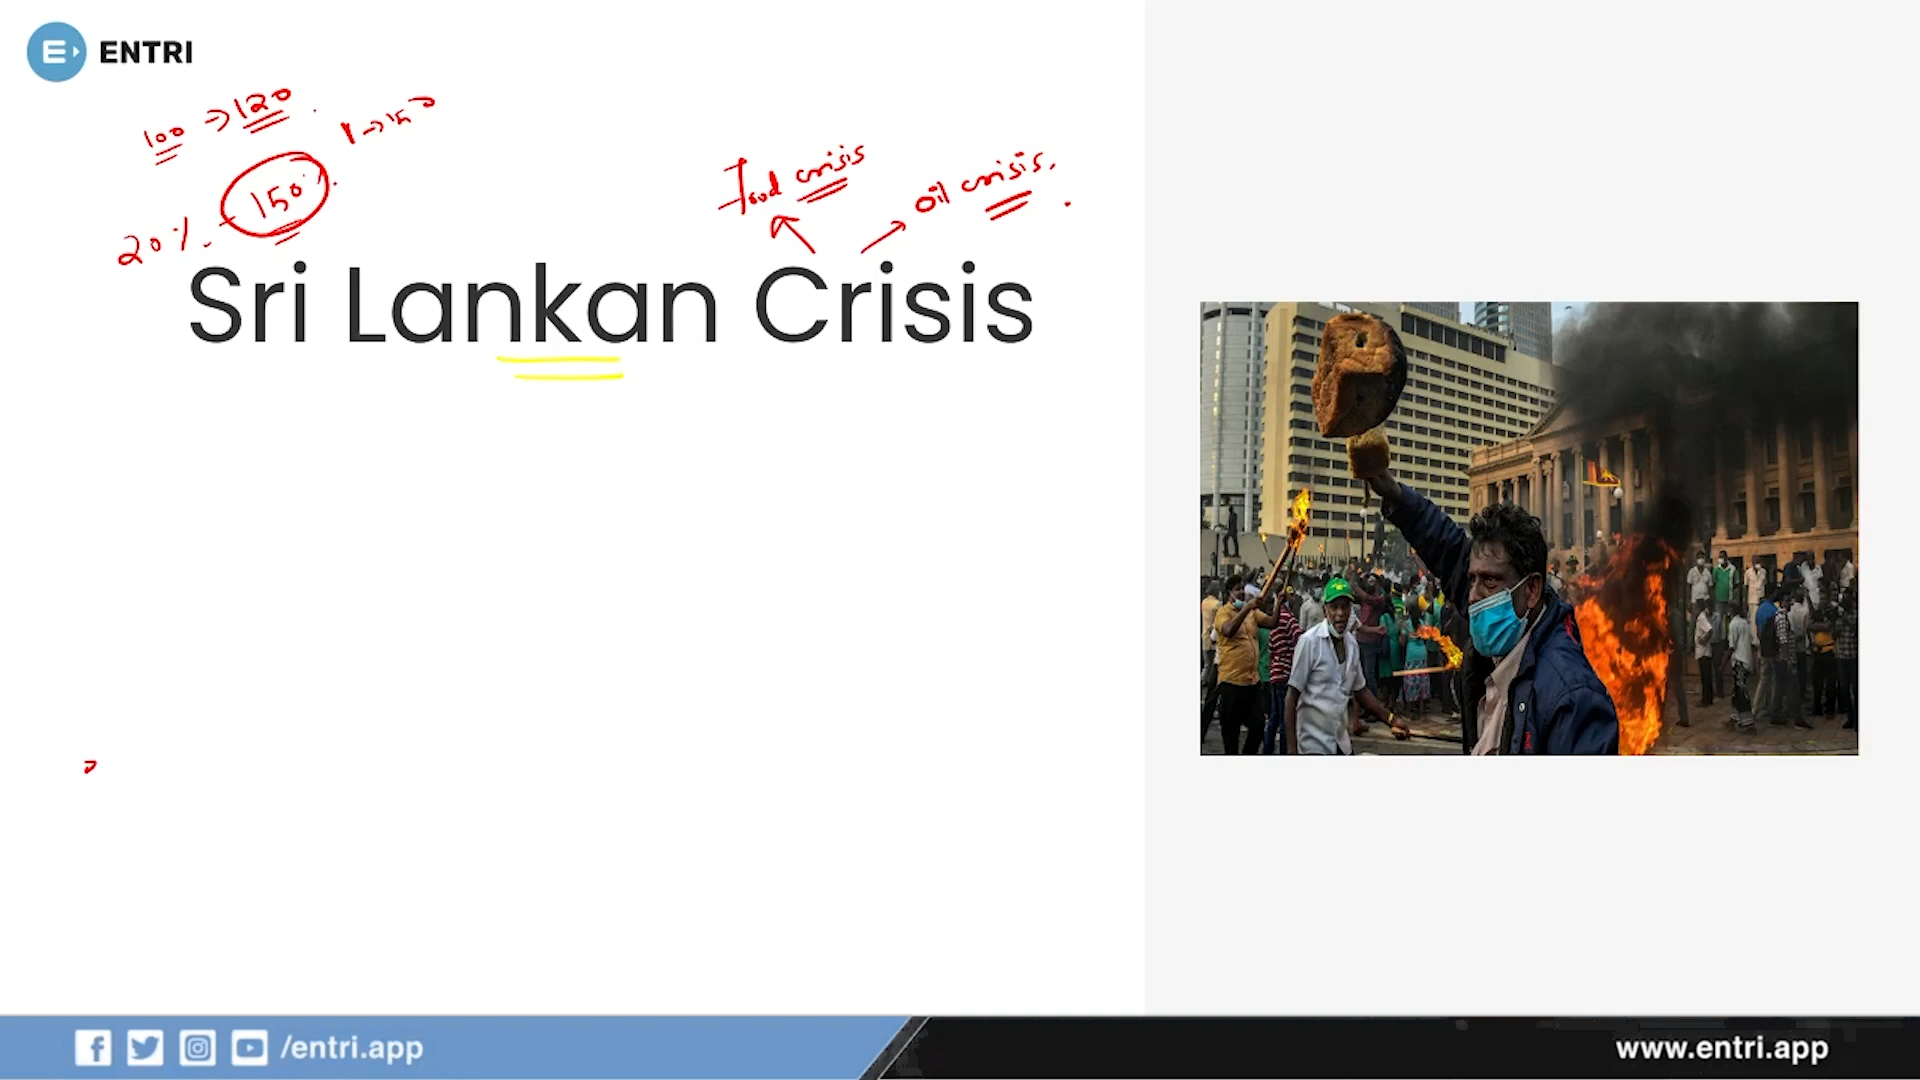 ENTRI
100 → 120
1 → 150
20% - 150%
Food crisis
oil crisis.
Sri Lankan Crisis
/entri.app
www.entri.app